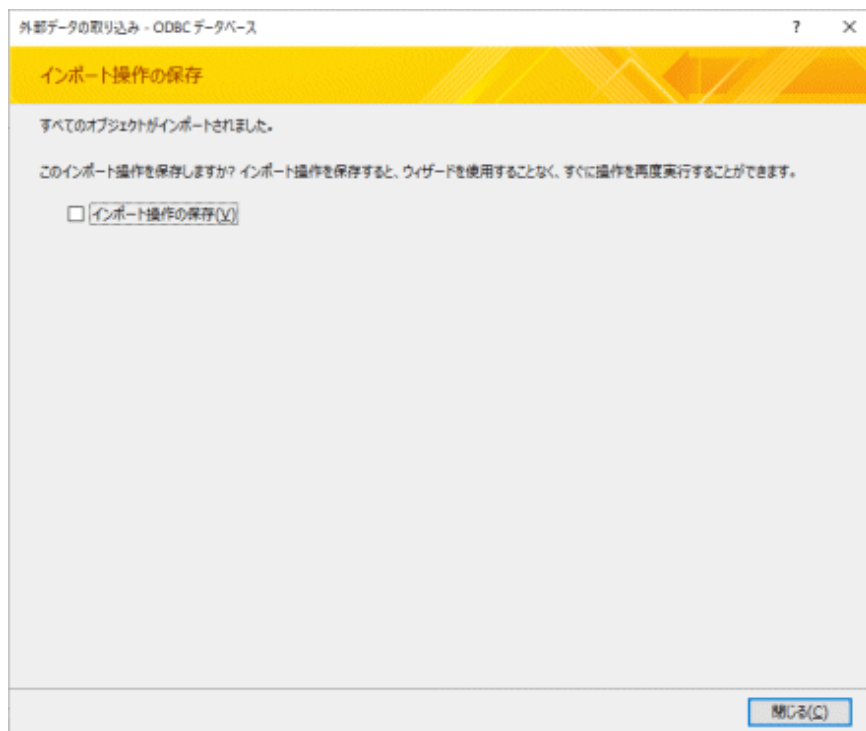 外部データの取り込み - ODBC データベース
? ×
インポート操作の保存
すべてのオブジェクトがインポートされました。
このインポート操作を保存しますか? インポート操作を保存すると、ウィザードを使用することなく、すぐに操作を再度実行することができます。
インポート操作の保存(V)
閉じる(C)